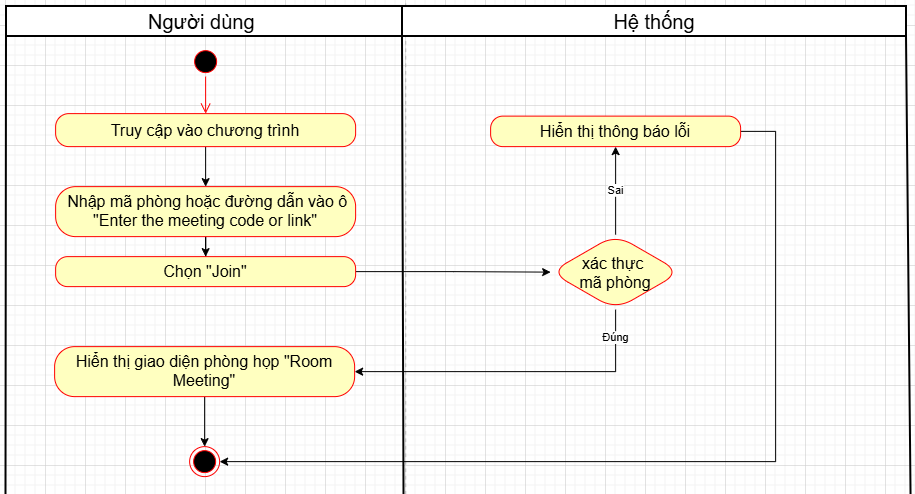 Người dùng
Hệ thống
Truy cập vào chương trình
Hiển thị thông báo lỗi
Sai
Nhập mã phòng hoặc đường dẫn vào ô
"Enter the meeting code or link"
Chọn "Join"
xác thực
mã phòng
Đúng
Hiển thị giao diện phòng họp "Room
Meeting"